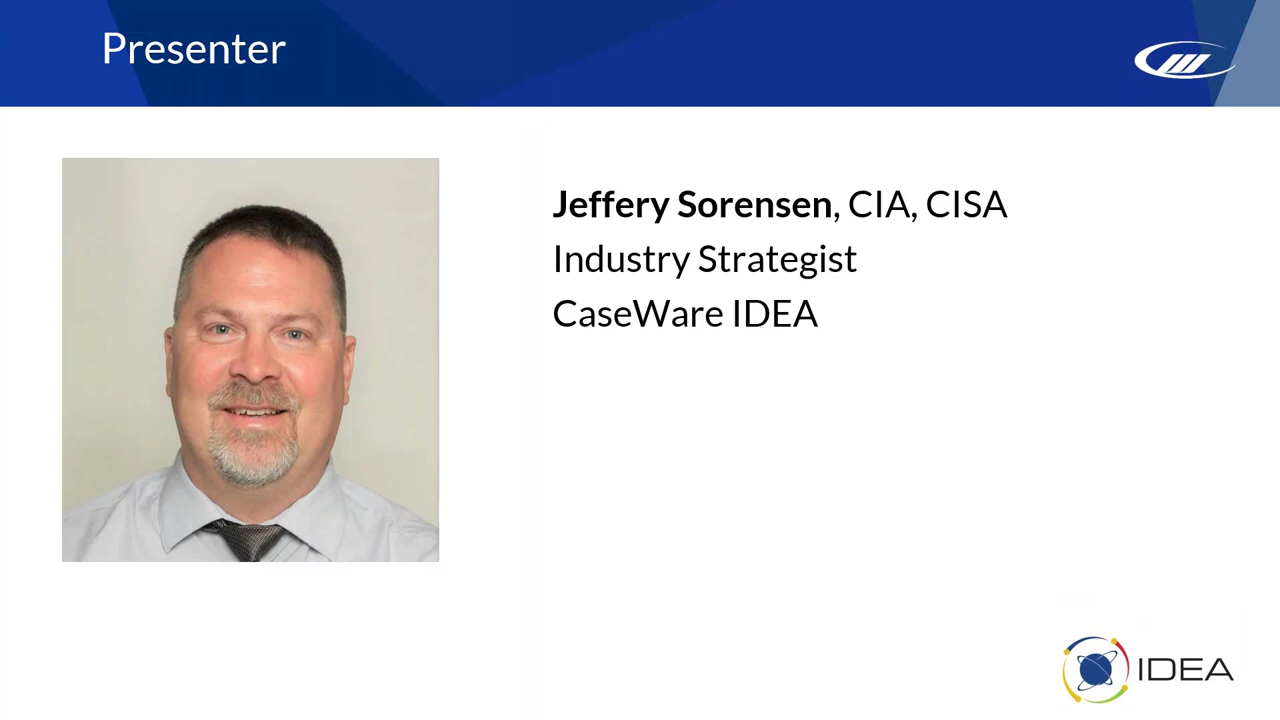 Presenter
Jeffery Sorensen, CIA, CISA
Industry Strategist
CaseWare IDEA
IDEA